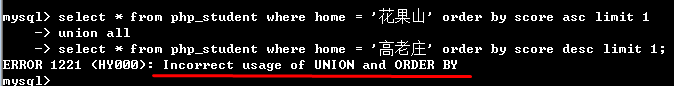 mysql> select * from php_student where home = '花果山' order by score asc limit 1
-> union all
-> select * from php_student where home = '高老庄' order by score desc limit 1;
ERROR 1221 (HY000): Incorrect usage of UNION and ORDER BY
mysql>